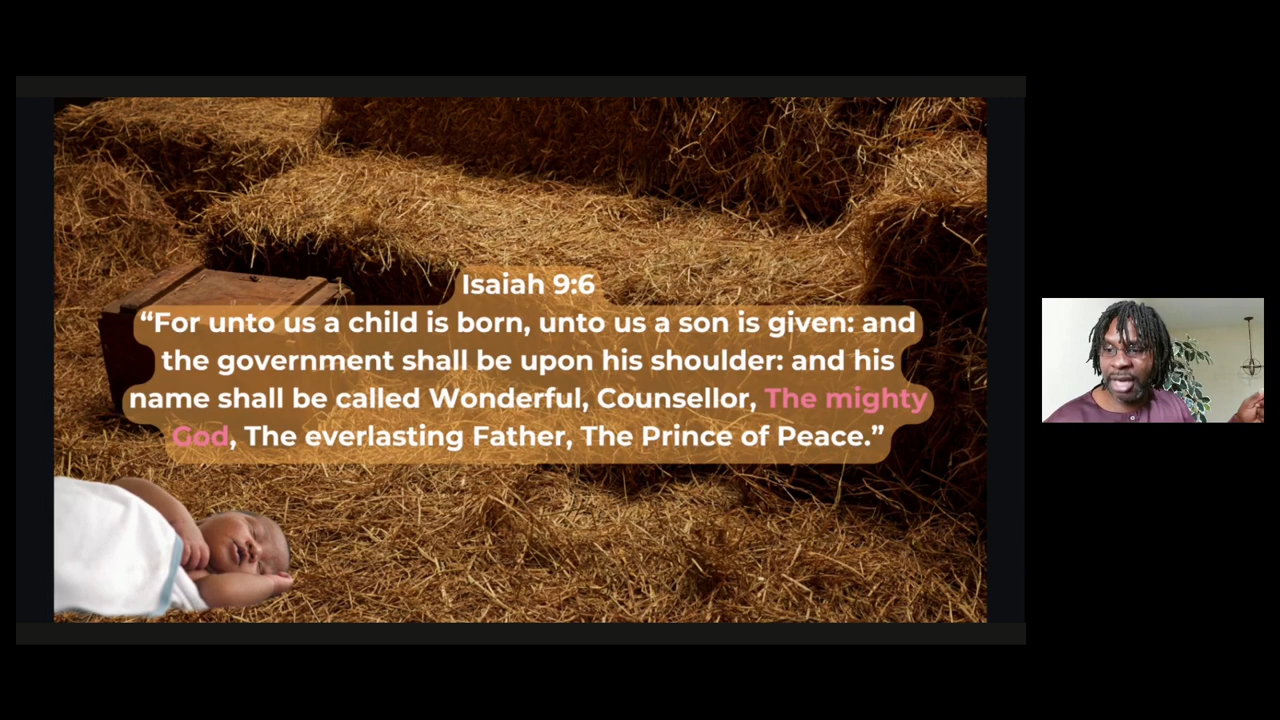 Isaiah 9:6
“For unto us a child is born, unto us a son is given: and
the government shall be upon his shoulder: and his
name shall be called Wonderful, Counsellor, The mighty
God, The everlasting Father, The Prince of Peace.”